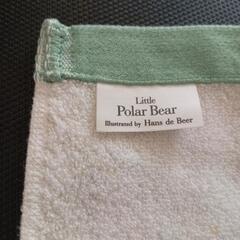 Little
Polar Bear
Illustrated by Hans de Beer